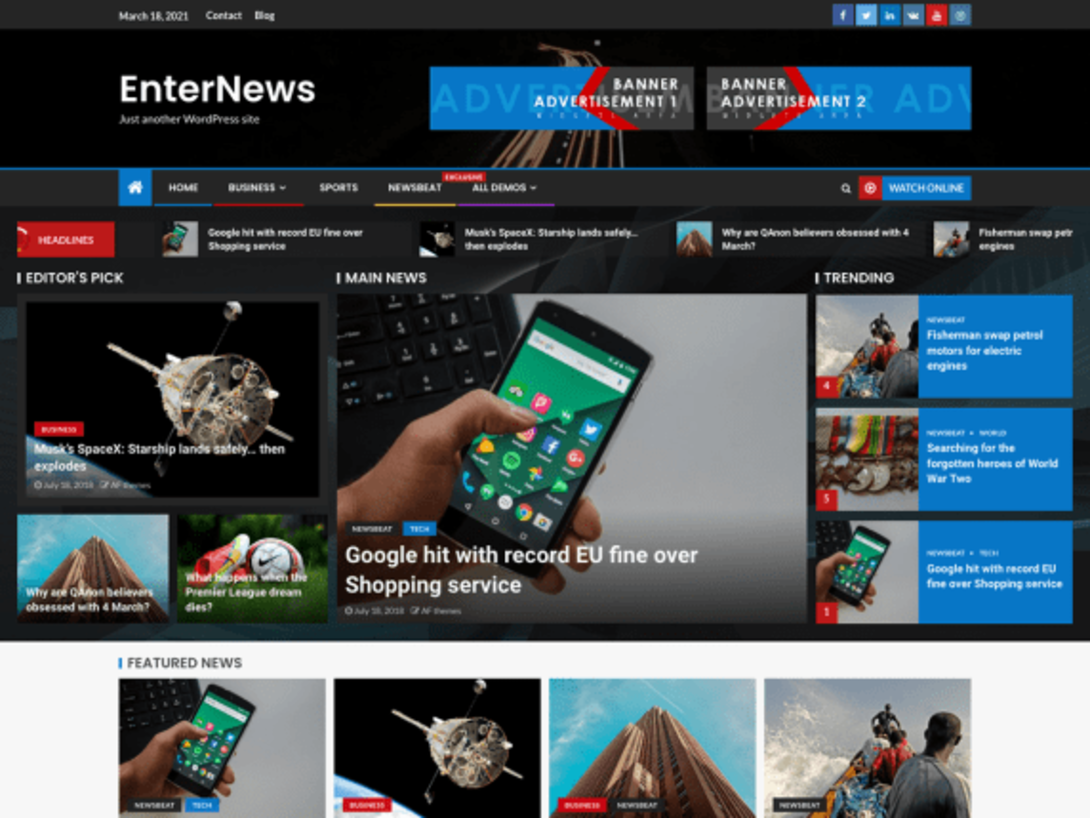 March 18, 2021 Contact Blog
EnterNews
Just another WordPress site
BANNER
ADVERTISEMENT 1
BANNER
ADVERTISEMENT 2
EXCLUSIVE
HOME BUSINESS SPORTS NEWSBEAT ALL DEMOS WATCH ONLINE
HEADLINES
Google hit with record EU fine over
Shopping service
Musk's SpaceX: Starship lands safely...
then explodes
Why are QAnon believers obsessed with 4
March?
Fisherman swap petr
engines
EDITOR'S PICK
BUSINESS
Musk's SpaceX: Starship lands safely... then
explodes
July 18, 2018 AF themes
Why are QAnon believers
obsessed with 4 March?
What happens when the
Premier League dream
dies?
MAIN NEWS
NEWSBEAT TECH
Google hit with record EU fine over
Shopping service
July 18, 2018 AF themes
TRENDING
NEWSBEAT
Fisherman swap petrol
motors for electric
engines
4
NEWSBEAT WORLD
Searching for the
forgotten heroes of World
War Two
5
NEWSBEAT TECH
Google hit with record EU
fine over Shopping service
1
FEATURED NEWS
NEWSBEAT TECH
BUSINESS
BUSINESS NEWSBEAT
NEWSBEAT